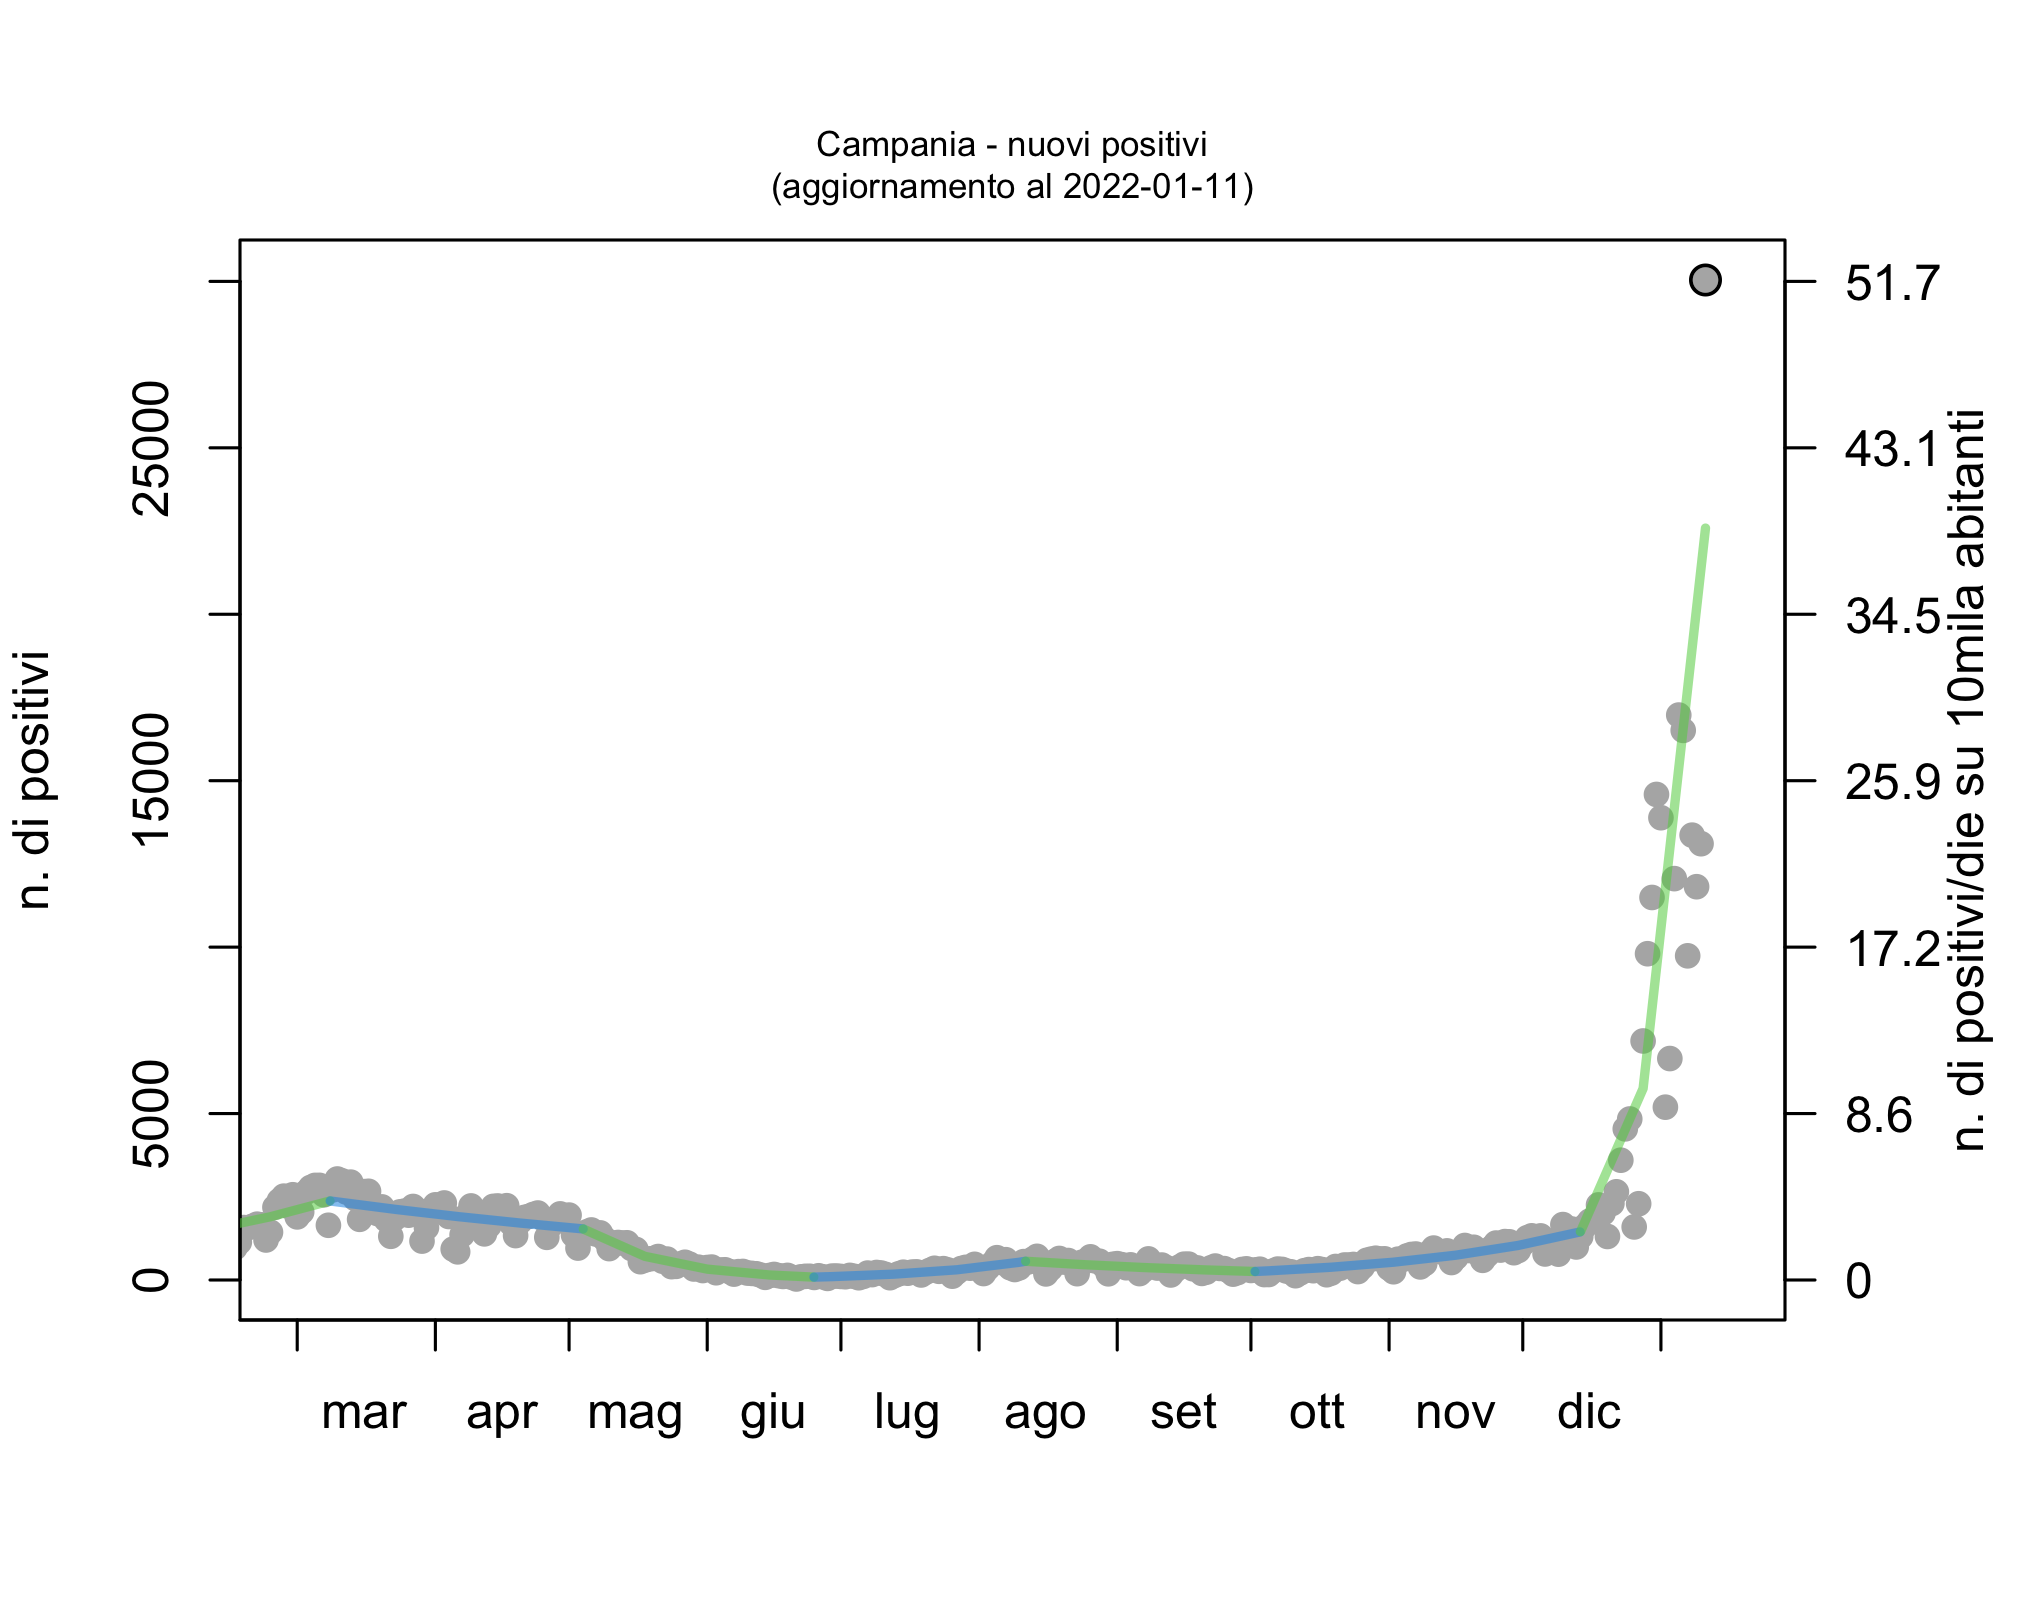 Campania - nuovi positivi
(aggiornamento al 2022-01-11)
n. di positivi
25000
15000
5000
0
51.7
43.1
34.5
25.9
17.2
8.6
0
n. di positivi/die su 10mila abitanti
mar apr mag giu lug ago set ott nov dic